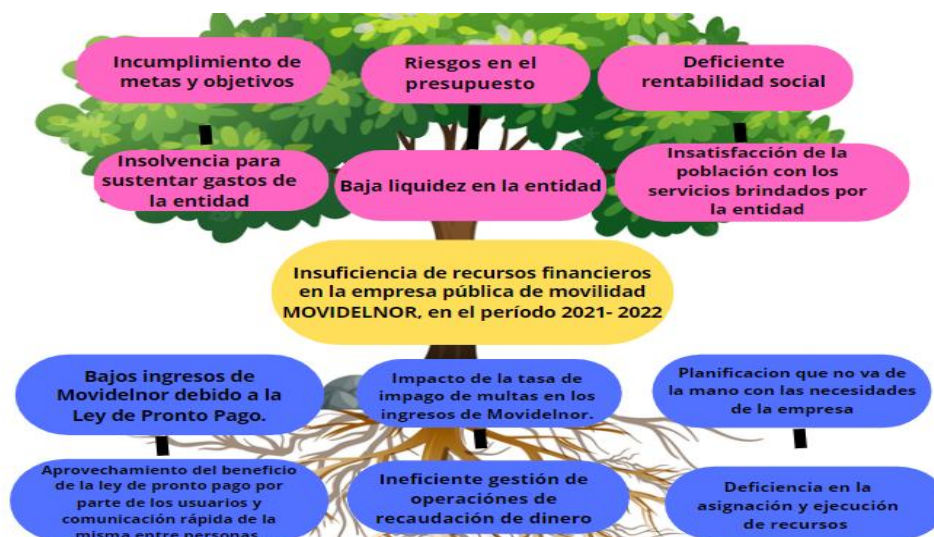 Incumplimiento de
metas y objetivos
Riesgos en el
presupuesto
Deficiente
rentabilidad social
Insolvencia para
sustentar gastos de
la entidad
Baja liquidez en la entidad
Insatisfacción de la
población con los
servicios brindados por
la entidad
Insuficiencia de recursos financieros
en la empresa pública de movilidad
MOVIDELNOR, en el período 2021- 2022
Bajos ingresos de
Movidelnor debido a la
Ley de Pronto Pago.
Impacto de la tasa de
impago de multas en los
ingresos de Movidelnor.
Planificacion que no va de
la mano con las necesidades
de la empresa
Aprovechamiento del beneficio
de la ley de pronto pago por
parte de los usuarios y
comunicación rápida de la
misma entre personas
Ineficiente gestión de
operaciónes de
recaudación de dinero
Deficiencia en la
asignación y ejecución
de recursos